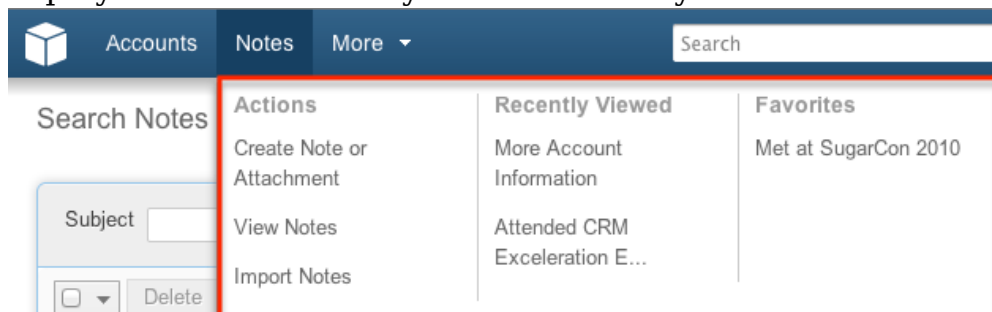 Accounts Notes More Search
Search Notes
Actions
Create Note or
Attachment
View Notes
Import Notes
Recently Viewed
More Account
Information
Attended CRM
Exceleration E...
Favorites
Met at SugarCon 2010
Subject
Delete